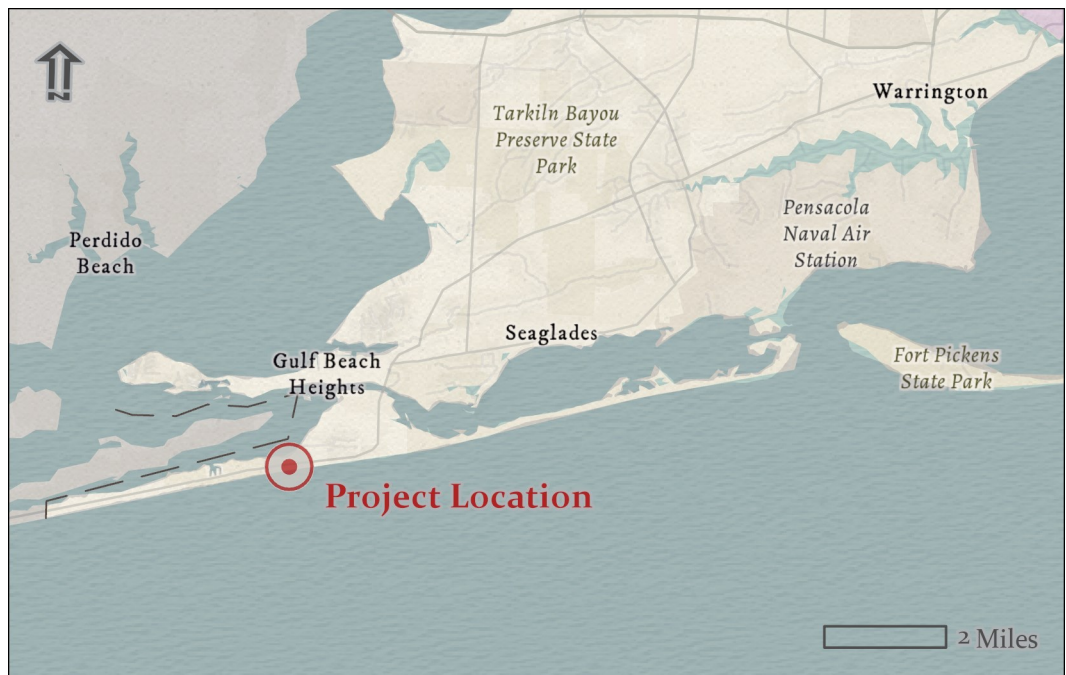 N
Warrington
Tarkiln Bayou
Preserve State
Park
Pensacola
Naval Air
Station
Perdido
Beach
Seaglades
Gulf Beach
Heights
Fort Pickens
State Park
Project Location
2 Miles